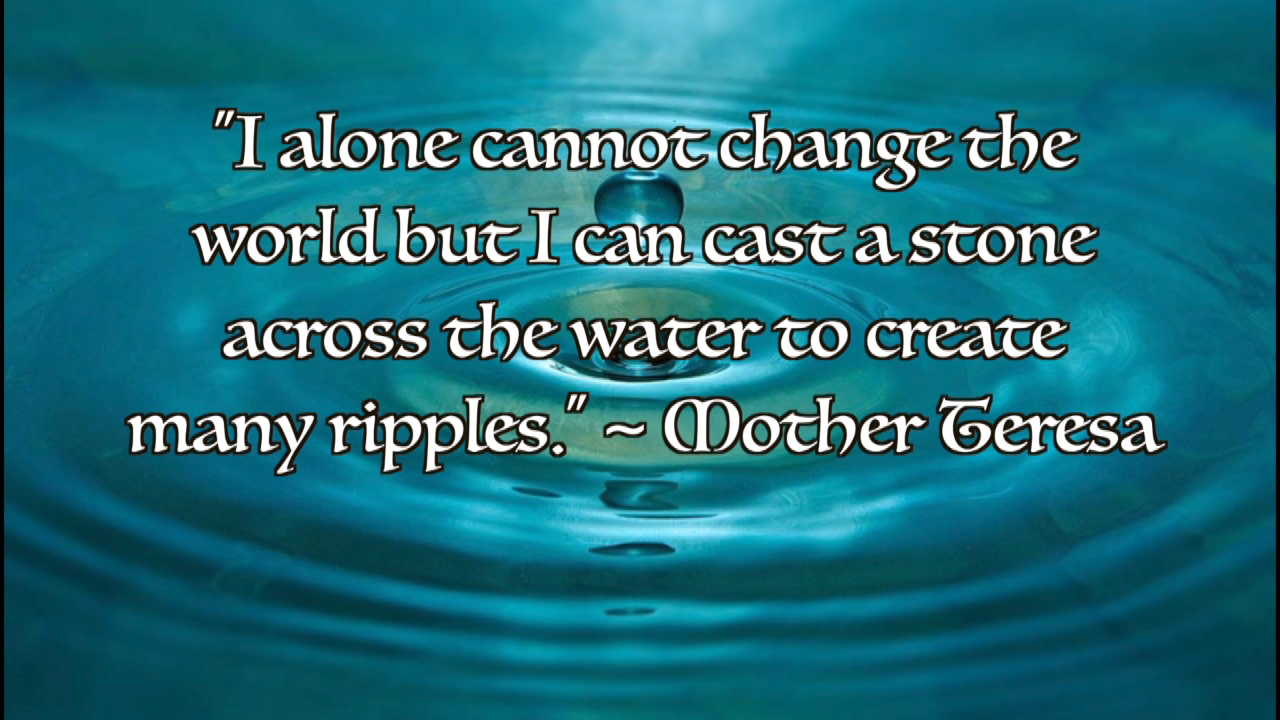 "I alone cannot change the
world but I can cast a stone
across the water to create
many ripples." ~ Mother Teresa